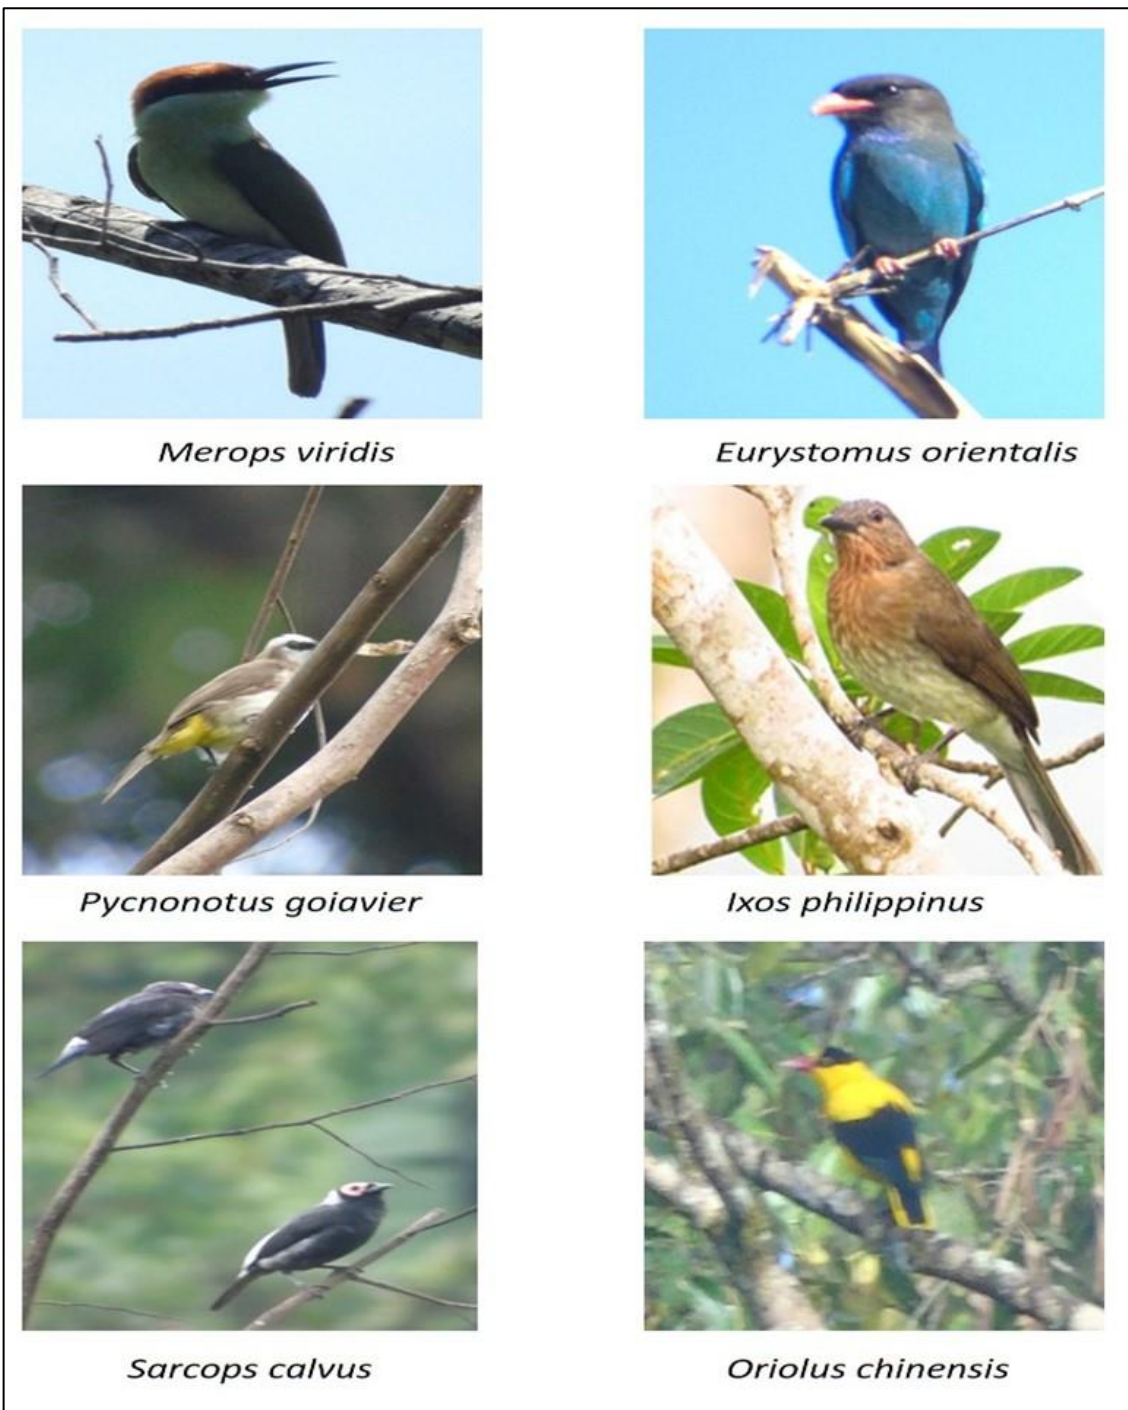 Merops viridis
Eurystomus orientalis
Pycnonotus goiavier
Ixos philippinus
Sarcops calvus
Oriolus chinensis